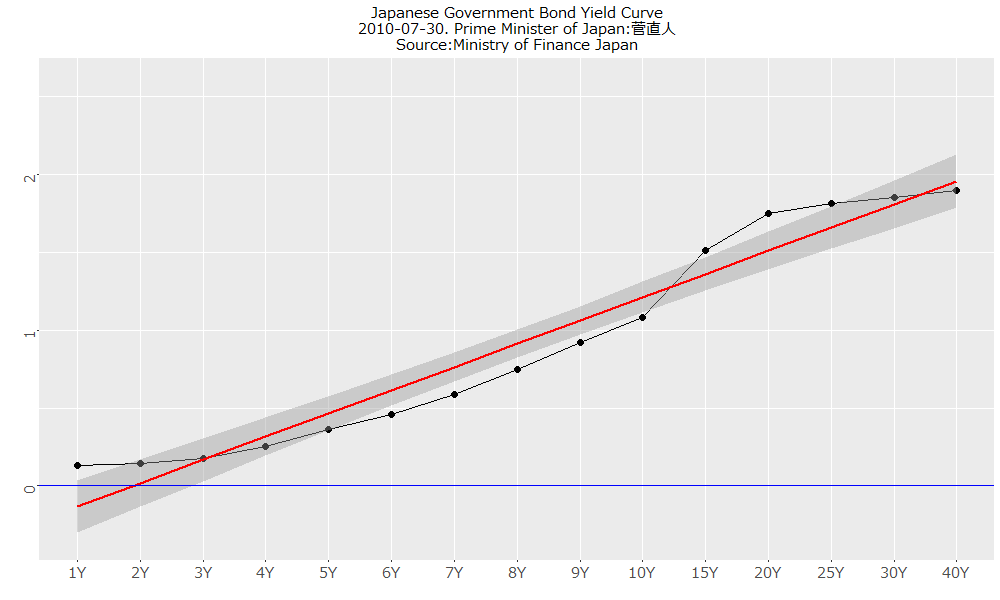 Japanese Government Bond Yield Curve
2010-07-30. Prime Minister of Japan:菅直人
Source:Ministry of Finance Japan
2
1
0
1Y 2Y 3Y 4Y 5Y 6Y 7Y 8Y 9Y 10Y 15Y 20Y 25Y 30Y 40Y